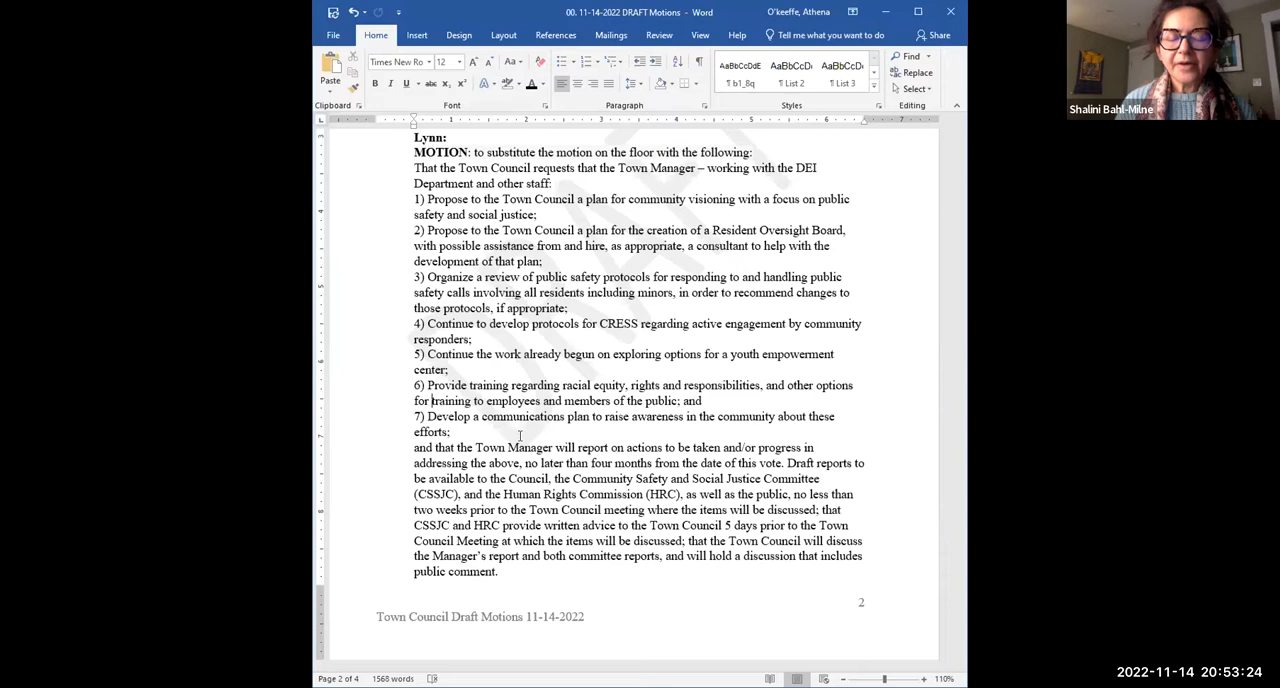 00. 11-14-2022 DRAFT Motions - Word
O'keeffe, Athena
File Home Insert Design Layout References Mailings Review View Help Tell me what you want to do Share
Paste
Clipboard
Times New Ro 12
B I U abc x₂ x²
Font
Paragraph
AaBbCcDdE AaBbCcD AaBbCcDd
¶ b1_8q ¶ List 2 ¶ List 3
Styles
Find
Replace
Select
Editing
Shalini Bahl-Milne
1 2 3 4 5 6 7
DRAFT
Lynn:
MOTION: to substitute the motion on the floor with the following:
That the Town Council requests that the Town Manager – working with the DEI
Department and other staff:
1) Propose to the Town Council a plan for community visioning with a focus on public
safety and social justice;
2) Propose to the Town Council a plan for the creation of a Resident Oversight Board,
with possible assistance from and hire, as appropriate, a consultant to help with the
development of that plan;
3) Organize a review of public safety protocols for responding to and handling public
safety calls involving all residents including minors, in order to recommend changes to
those protocols, if appropriate;
4) Continue to develop protocols for CRESS regarding active engagement by community
responders;
5) Continue the work already begun on exploring options for a youth empowerment
center;
6) Provide training regarding racial equity, rights and responsibilities, and other options
for training to employees and members of the public; and
7) Develop a communications plan to raise awareness in the community about these
efforts;
and that the Town Manager will report on actions to be taken and/or progress in
addressing the above, no later than four months from the date of this vote. Draft reports to
be available to the Council, the Community Safety and Social Justice Committee
(CSSJC), and the Human Rights Commission (HRC), as well as the public, no less than
two weeks prior to the Town Council meeting where the items will be discussed; that
CSSJC and HRC provide written advice to the Town Council 5 days prior to the Town
Council Meeting at which the items will be discussed; that the Town Council will discuss
the Manager's report and both committee reports, and will hold a discussion that includes
public comment.
2
Town Council Draft Motions 11-14-2022
Page 2 of 4 1568 words
110%
2022-11-14 20:53:24